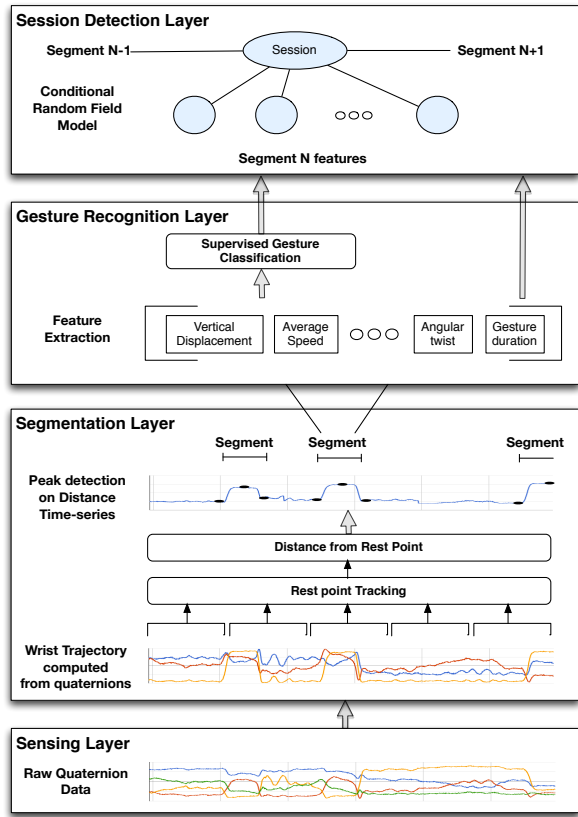 Session Detection Layer
Segment N-1
Session
Segment N+1
Conditional
Random Field
Model
Segment N features
Gesture Recognition Layer
Supervised Gesture
Classification
Feature
Extraction
Vertical
Displacement
Average
Speed
Angular
twist
Gesture
duration
Segmentation Layer
Segment
Segment
Segment
Peak detection
on Distance
Time-series
Distance from Rest Point
Rest point Tracking
Wrist Trajectory
computed
from quaternions
Sensing Layer
Raw Quaternion
Data